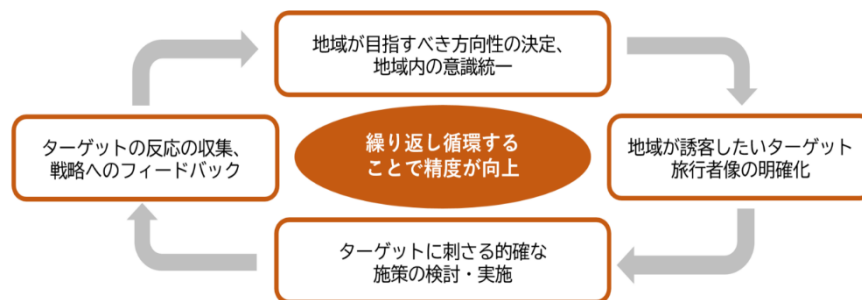 地域が目指すべき方向性の決定、
地域内の意識統一
ターゲットの反応の収集、
戦略へのフィードバック
繰り返し循環する
ことで精度が向上
地域が誘客したいターゲット
旅行者像の明確化
ターゲットに刺さる的確な
施策の検討・実施